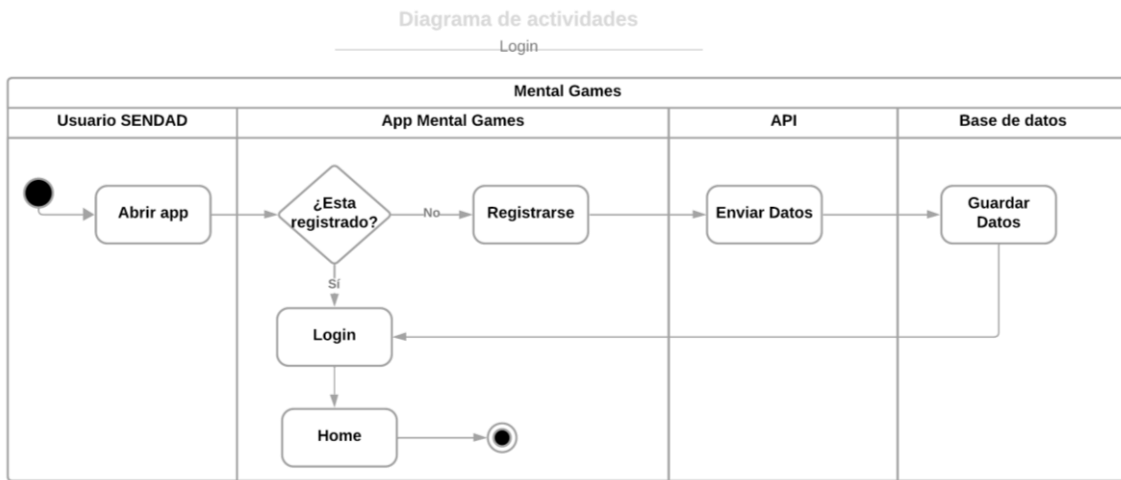 Diagrama de actividades
Login
Mental Games
Usuario SENDAD
App Mental Games
API
Base de datos
Abrir app
¿Esta
registrado?
No
Registrarse
Enviar Datos
Guardar
Datos
Sí
Login
Home